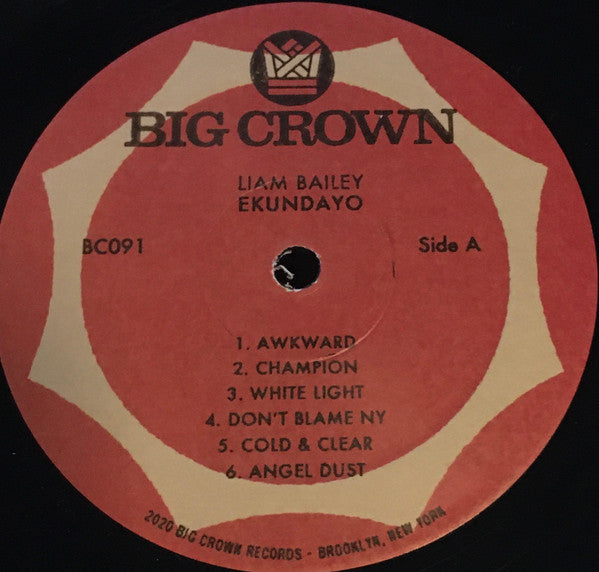 BIG CROWN
LIAM BAILEY
EKUNDAYO
BC091
Side A
1. AWKWARD
2. CHAMPION
3. WHITE LIGHT
4. DON'T BLAME NY
5. COLD & CLEAR
6. ANGEL DUST
2020 BIG CROWN RECORDS - BROOKLYN, NEW YORK